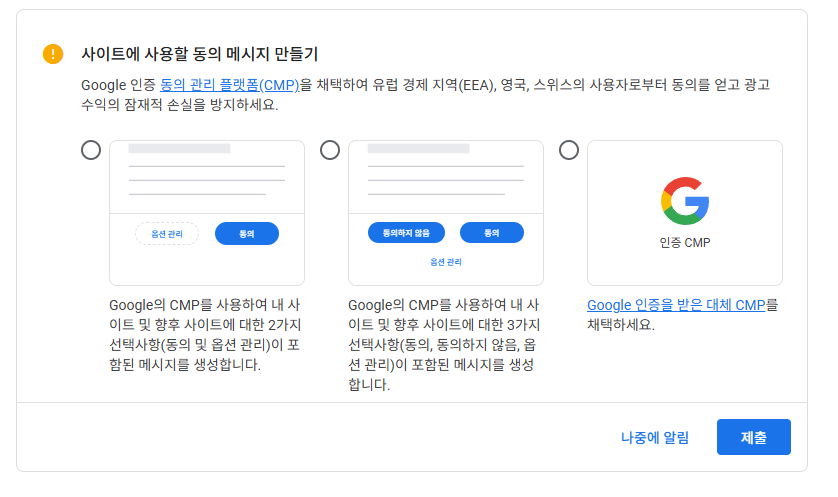 사이트에 사용할 동의 메시지 만들기
Google 인증 동의 관리 플랫폼(CMP)을 채택하여 유럽 경제 지역(EEA), 영국, 스위스의 사용자로부터 동의를 얻고 광고
수익의 잠재적 손실을 방지하세요.
옵션 관리
동의
Google의 CMP를 사용하여 내 사
이트 및 향후 사이트에 대한 2가지
선택사항(동의 및 옵션 관리)이 포
함된 메시지를 생성합니다.
동의하지 않음
동의
옵션 관리
Google의 CMP를 사용하여 내 사
이트 및 향후 사이트에 대한 3가지
선택사항(동의, 동의하지 않음, 옵
션 관리)이 포함된 메시지를 생성
합니다.
인증 CMP
Google 인증을 받은 대체 CMP를
채택하세요.
나중에 알림
제출